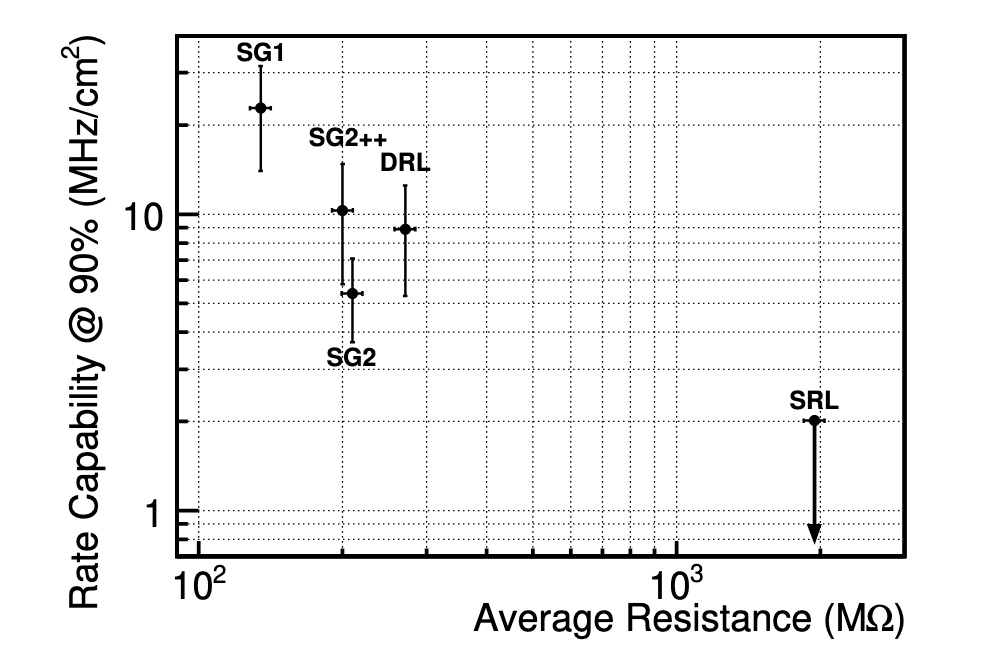 SG1
SG2++
DRL
SG2
SRL
Rate Capability @ 90% (MHz/cm²)
10
1
10²
10³
Average Resistance (MΩ)